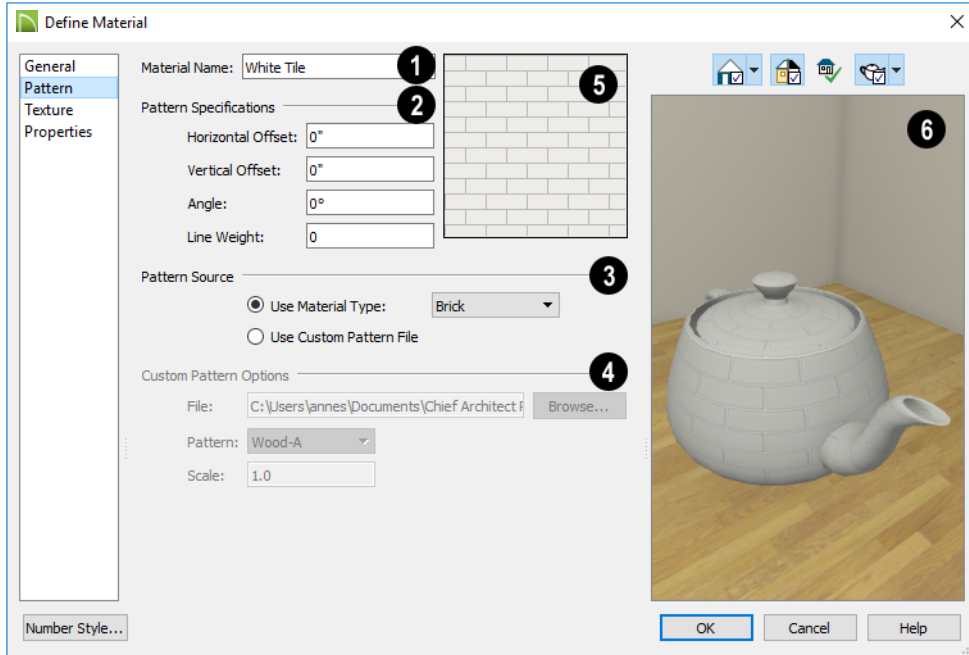 Define Material
General
Pattern
Texture
Properties
Material Name: White Tile 1
Pattern Specifications 2
Horizontal Offset: 0"
Vertical Offset: 0"
Angle: 0°
Line Weight: 0
5
Pattern Source 3
Use Material Type: Brick
Use Custom Pattern File
Custom Pattern Options 4
File: C:\Users\annes\Documents\Chief Architect Browse...
Pattern: Wood-A
Scale: 1.0
6
Number Style...
OK Cancel Help